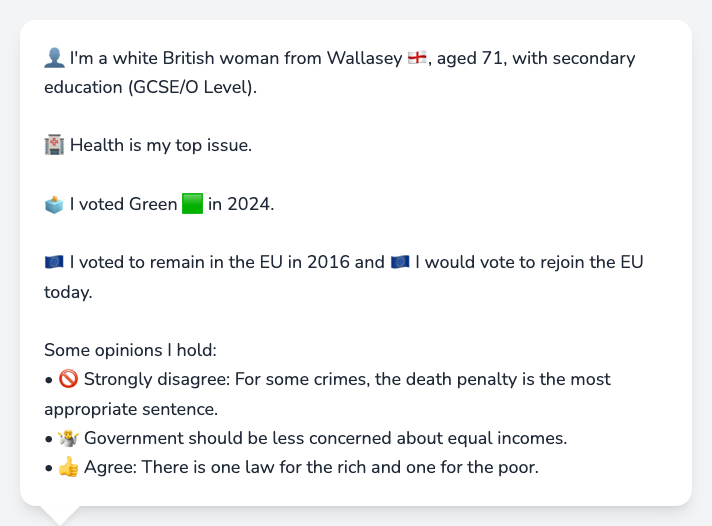 👤 I'm a white British woman from Wallasey 🏴󠁧󠁢󠁥󠁮󠁧󠁿, aged 71, with secondary
education (GCSE/O Level).
🏥 Health is my top issue.
🗳️ I voted Green 🟩 in 2024.
🇪🇺 I voted to remain in the EU in 2016 and 🇪🇺 I would vote to rejoin the EU
today.
Some opinions I hold:
• 🚫 Strongly disagree: For some crimes, the death penalty is the most
appropriate sentence.
• 🤷 Government should be less concerned about equal incomes.
• 👍 Agree: There is one law for the rich and one for the poor.